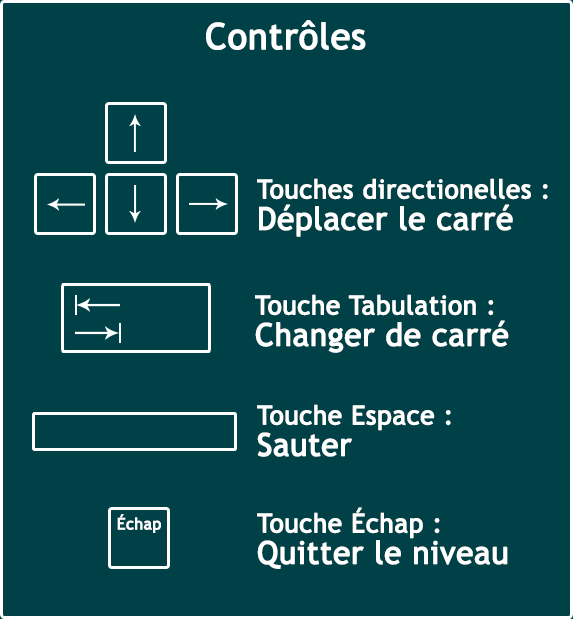 Contrôles
Touches directionelles :
Déplacer le carré
Touche Tabulation :
Changer de carré
Touche Espace :
Sauter
Échap
Touche Échap :
Quitter le niveau